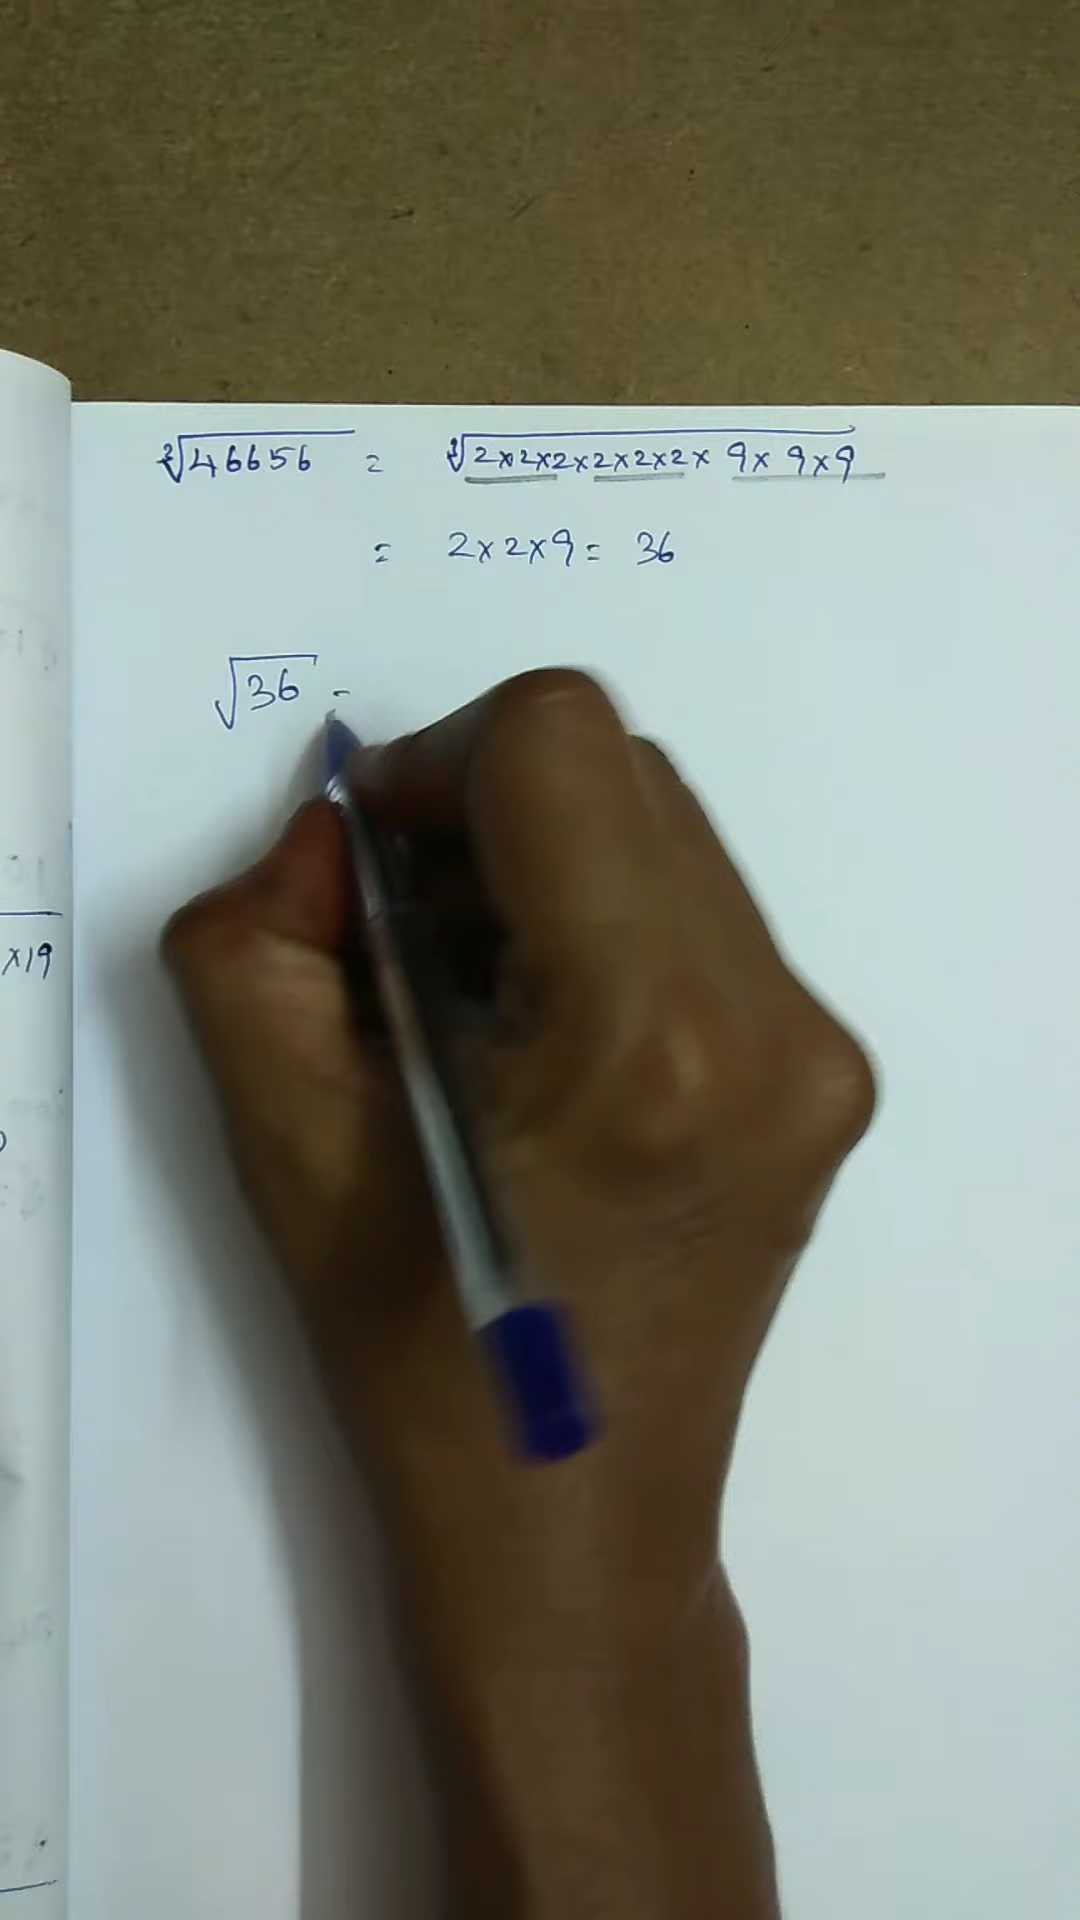 ∛46656 = ∛2×2×2×2×2×2× 9× 9×9
= 2×2×9 = 36
√36 =
×19